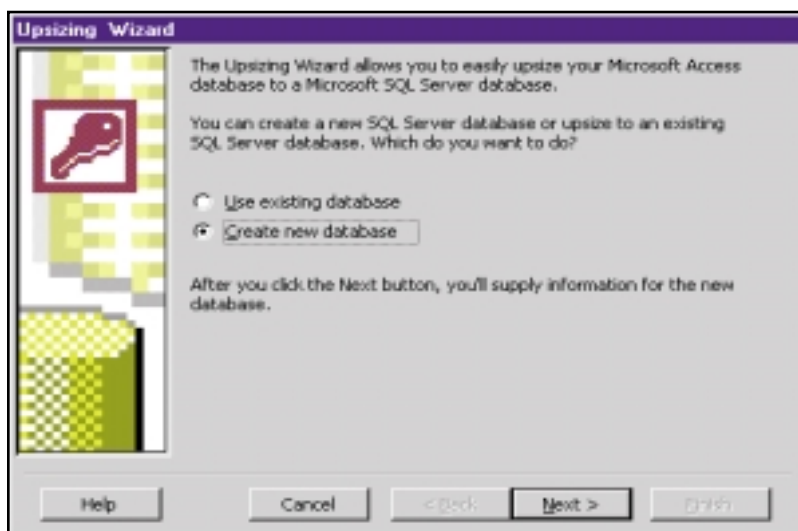 Upsizing Wizard
The Upsizing Wizard allows you to easily upsize your Microsoft Access
database to a Microsoft SQL Server database.
You can create a new SQL Server database or upsize to an existing
SQL Server database. Which do you want to do?
Use existing database
Create new database
After you click the Next button, you'll supply information for the new
database.
Help
Cancel
< Back
Next >
Finish